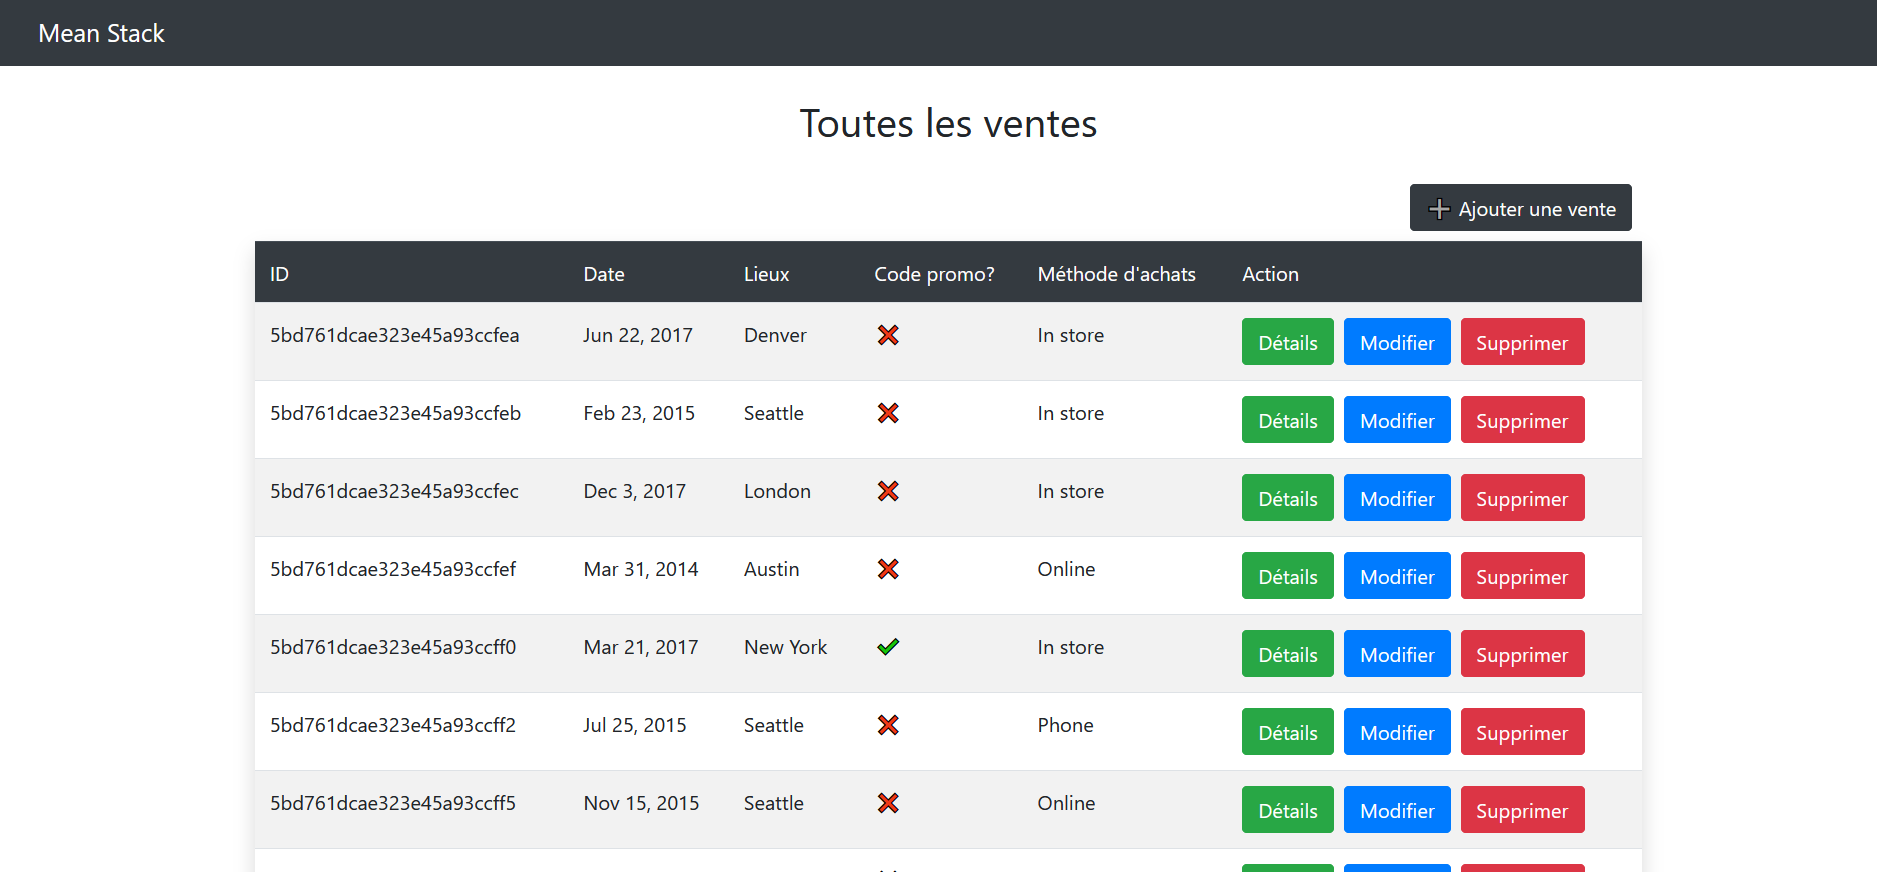 Mean Stack
Toutes les ventes
Ajouter une vente
ID Date Lieux Code promo? Méthode d'achats Action
5bd761dcae323e45a93ccfea Jun 22, 2017 Denver In store Détails Modifier Supprimer
5bd761dcae323e45a93ccfeb Feb 23, 2015 Seattle In store Détails Modifier Supprimer
5bd761dcae323e45a93ccfec Dec 3, 2017 London In store Détails Modifier Supprimer
5bd761dcae323e45a93ccfef Mar 31, 2014 Austin Online Détails Modifier Supprimer
5bd761dcae323e45a93ccff0 Mar 21, 2017 New York In store Détails Modifier Supprimer
5bd761dcae323e45a93ccff2 Jul 25, 2015 Seattle Phone Détails Modifier Supprimer
5bd761dcae323e45a93ccff5 Nov 15, 2015 Seattle Online Détails Modifier Supprimer